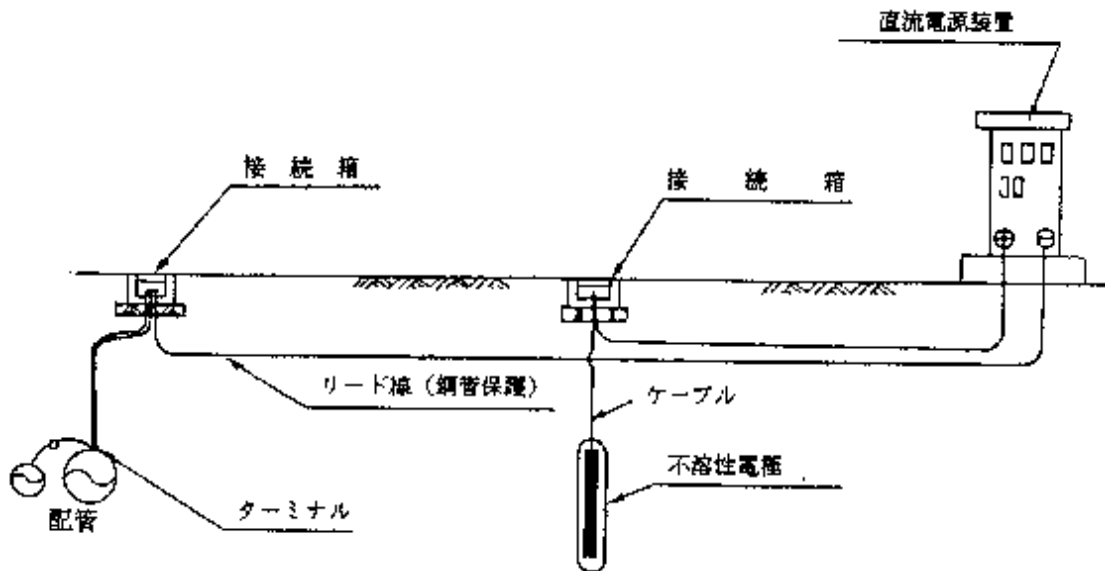 直流電源装置
接続箱
接続箱
リード線（鋼管保護）
ケーブル
不溶性電極
ターミナル
配管